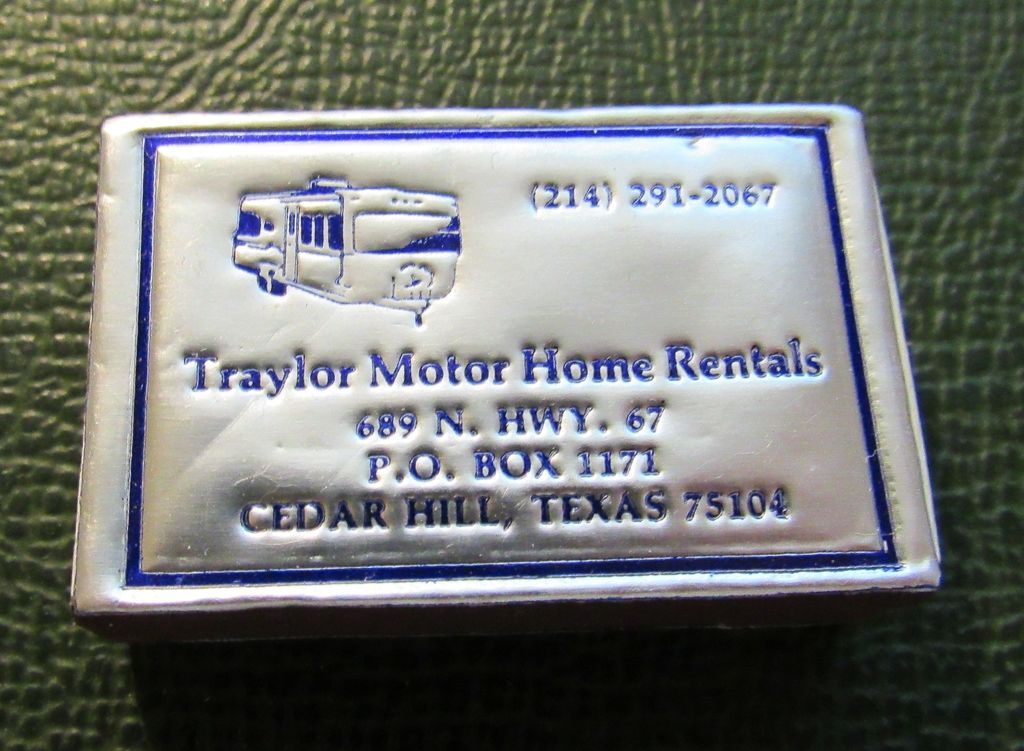 (214) 291-2067
Traylor Motor Home Rentals
689 N. HWY. 67
P.O. BOX 1171
CEDAR HILL, TEXAS 75104